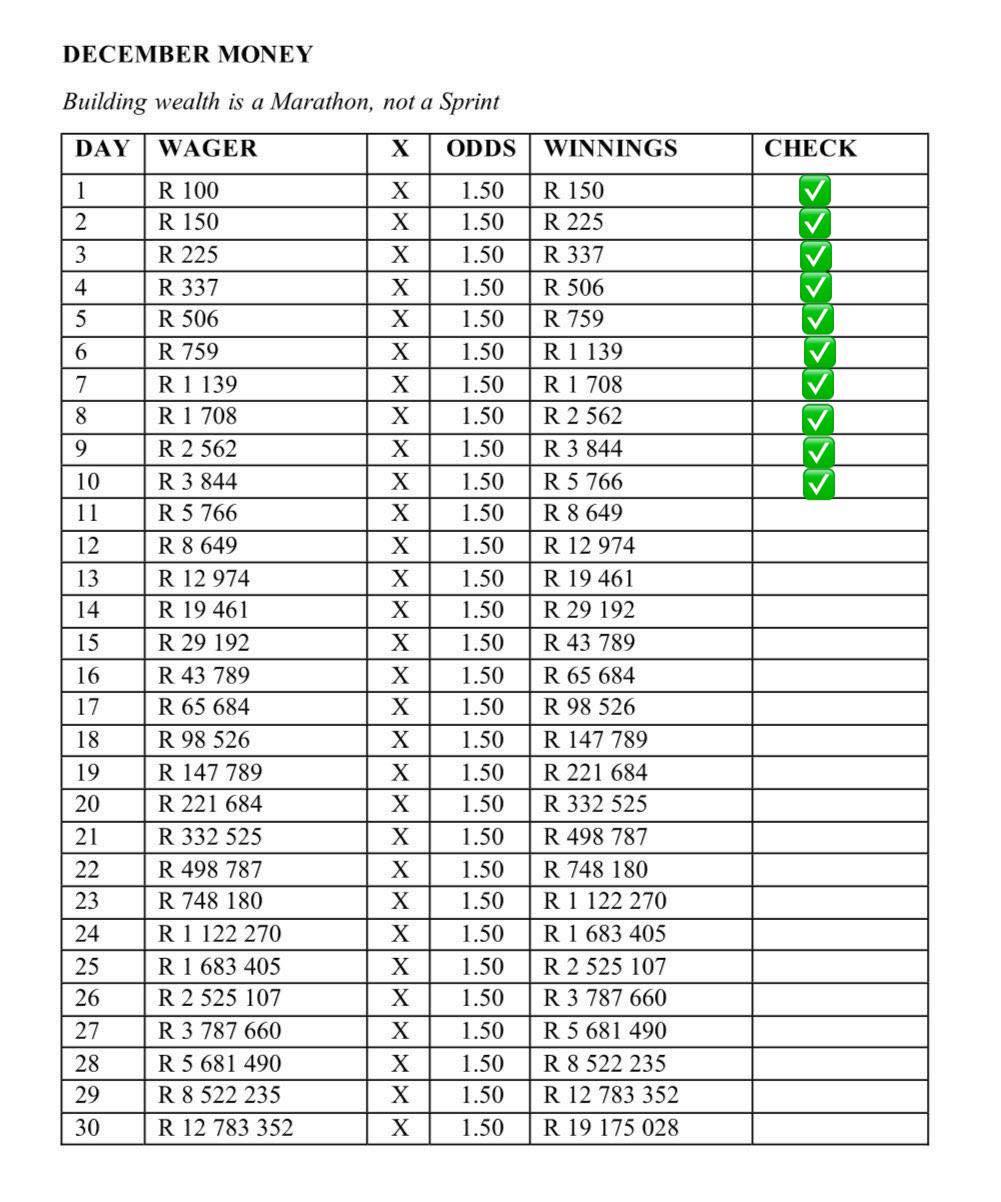 DECEMBER MONEY
Building wealth is a Marathon, not a Sprint
DAY WAGER X ODDS WINNINGS CHECK
1 R 100 X 1.50 R 150 ✅
2 R 150 X 1.50 R 225 ✅
3 R 225 X 1.50 R 337 ✅
4 R 337 X 1.50 R 506 ✅
5 R 506 X 1.50 R 759 ✅
6 R 759 X 1.50 R 1 139 ✅
7 R 1 139 X 1.50 R 1 708 ✅
8 R 1 708 X 1.50 R 2 562 ✅
9 R 2 562 X 1.50 R 3 844 ✅
10 R 3 844 X 1.50 R 5 766 ✅
11 R 5 766 X 1.50 R 8 649
12 R 8 649 X 1.50 R 12 974
13 R 12 974 X 1.50 R 19 461
14 R 19 461 X 1.50 R 29 192
15 R 29 192 X 1.50 R 43 789
16 R 43 789 X 1.50 R 65 684
17 R 65 684 X 1.50 R 98 526
18 R 98 526 X 1.50 R 147 789
19 R 147 789 X 1.50 R 221 684
20 R 221 684 X 1.50 R 332 525
21 R 332 525 X 1.50 R 498 787
22 R 498 787 X 1.50 R 748 180
23 R 748 180 X 1.50 R 1 122 270
24 R 1 122 270 X 1.50 R 1 683 405
25 R 1 683 405 X 1.50 R 2 525 107
26 R 2 525 107 X 1.50 R 3 787 660
27 R 3 787 660 X 1.50 R 5 681 490
28 R 5 681 490 X 1.50 R 8 522 235
29 R 8 522 235 X 1.50 R 12 783 352
30 R 12 783 352 X 1.50 R 19 175 028